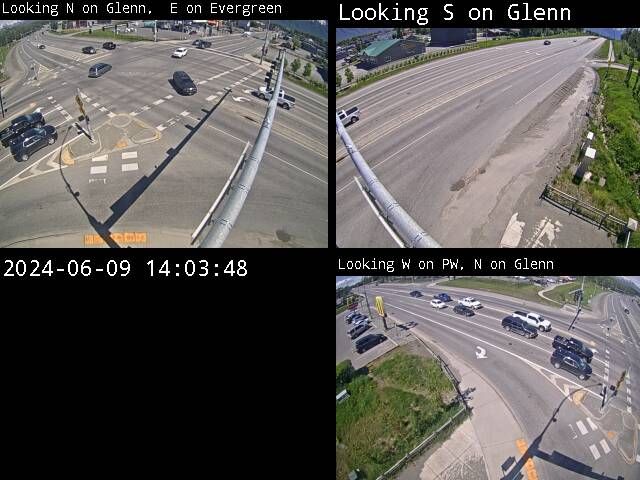 Looking N on Glenn, E on Evergreen
Looking S on Glenn
2024-06-09 14:03:48
Looking W on PW, N on Glenn